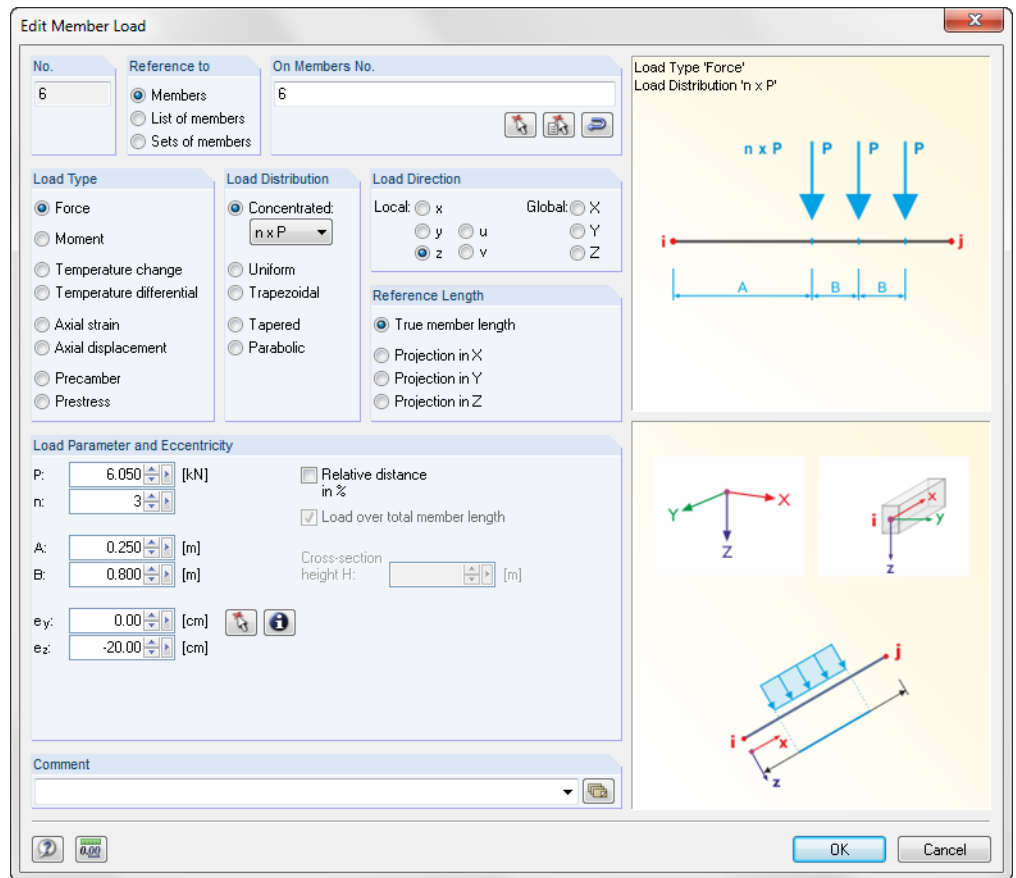 Edit Member Load
No.
6
Reference to
Members
List of members
Sets of members
On Members No.
6
Load Type
Force
Moment
Temperature change
Temperature differential
Axial strain
Axial displacement
Precamber
Prestress
Load Distribution
Concentrated:
n x P
Uniform
Trapezoidal
Tapered
Parabolic
Load Direction
Local: x
y u
z v
Global: X
Y
Z
Reference Length
True member length
Projection in X
Projection in Y
Projection in Z
Load Parameter and Eccentricity
P: 6.050 [kN]
n: 3
A: 0.250 [m]
B: 0.800 [m]
ey: 0.00 [cm]
ez: -20.00 [cm]
Relative distance
in %
Load over total member length
Cross-section
height H: [m]
Comment
Load Type 'Force'
Load Distribution 'n x P'
n x P P P P
i j
A B B
X
Y
Z
x
i y
z
j
i x
z
0.00
OK Cancel